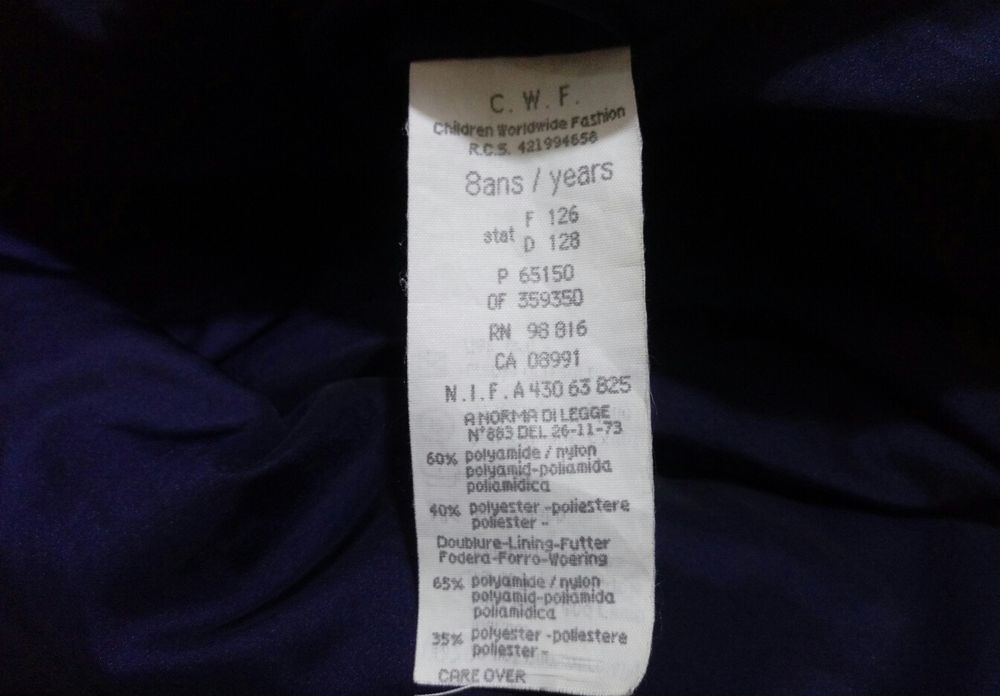 C. W. F.
Children Worldwide Fashion
R.C.S. 421994658
8ans / years
stat F 126
D 128
P 65150
OF 359350
RN 98 816
CA 08991
N.I.F. A 430 63 825
A NORMA DI LEGGE
N°883 DEL 26-11-73
60% polyamide / nylon
polyamid-poliamida
poliamidica
40% polyester -poliestere
poliester -
Doublure-Lining-Futter
Fodera-Forro-Woering
65% polyamide / nylon
polyamid-poliamida
poliamidica
35% polyester -poliestere
poliester -
CARE OVER